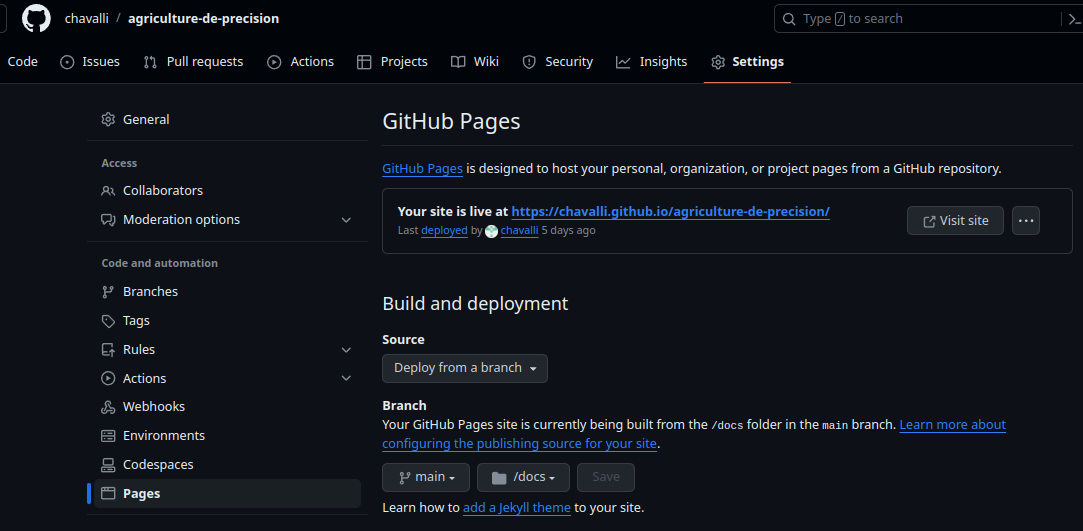 chavalli / agriculture-de-precision
Type / to search
Code Issues Pull requests Actions Projects Wiki Security Insights Settings
General
Access
Collaborators
Moderation options
Code and automation
Branches
Tags
Rules
Actions
Webhooks
Environments
Codespaces
Pages
GitHub Pages
GitHub Pages is designed to host your personal, organization, or project pages from a GitHub repository.
Your site is live at https://chavalli.github.io/agriculture-de-precision/
Last deployed by chavalli 5 days ago
Visit site
Build and deployment
Source
Deploy from a branch
Branch
Your GitHub Pages site is currently being built from the /docs folder in the main branch. Learn more about
configuring the publishing source for your site.
main /docs Save
Learn how to add a Jekyll theme to your site.